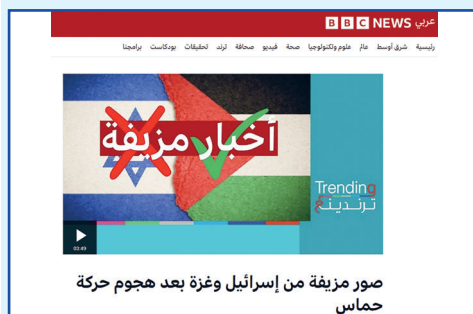 BBC NEWS عربي
رئيسية شرق أوسط عالم علوم وتكنولوجيا صحة فيديو صحافة ترند تحقيقات بودكاست برامجنا
أخبار مزيفة
Trending
ترندينغ
03:49
صور مزيفة من إسرائيل وغزة بعد هجوم حركة
حماس